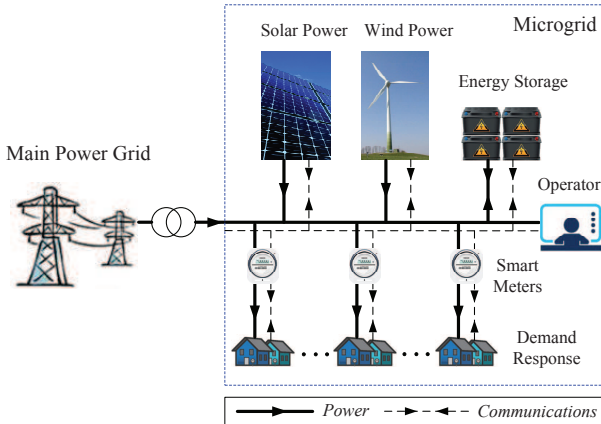 Solar Power
Wind Power
Microgrid
Energy Storage
Main Power Grid
Operator
Smart
Meters
Demand
Response
Power
Communications